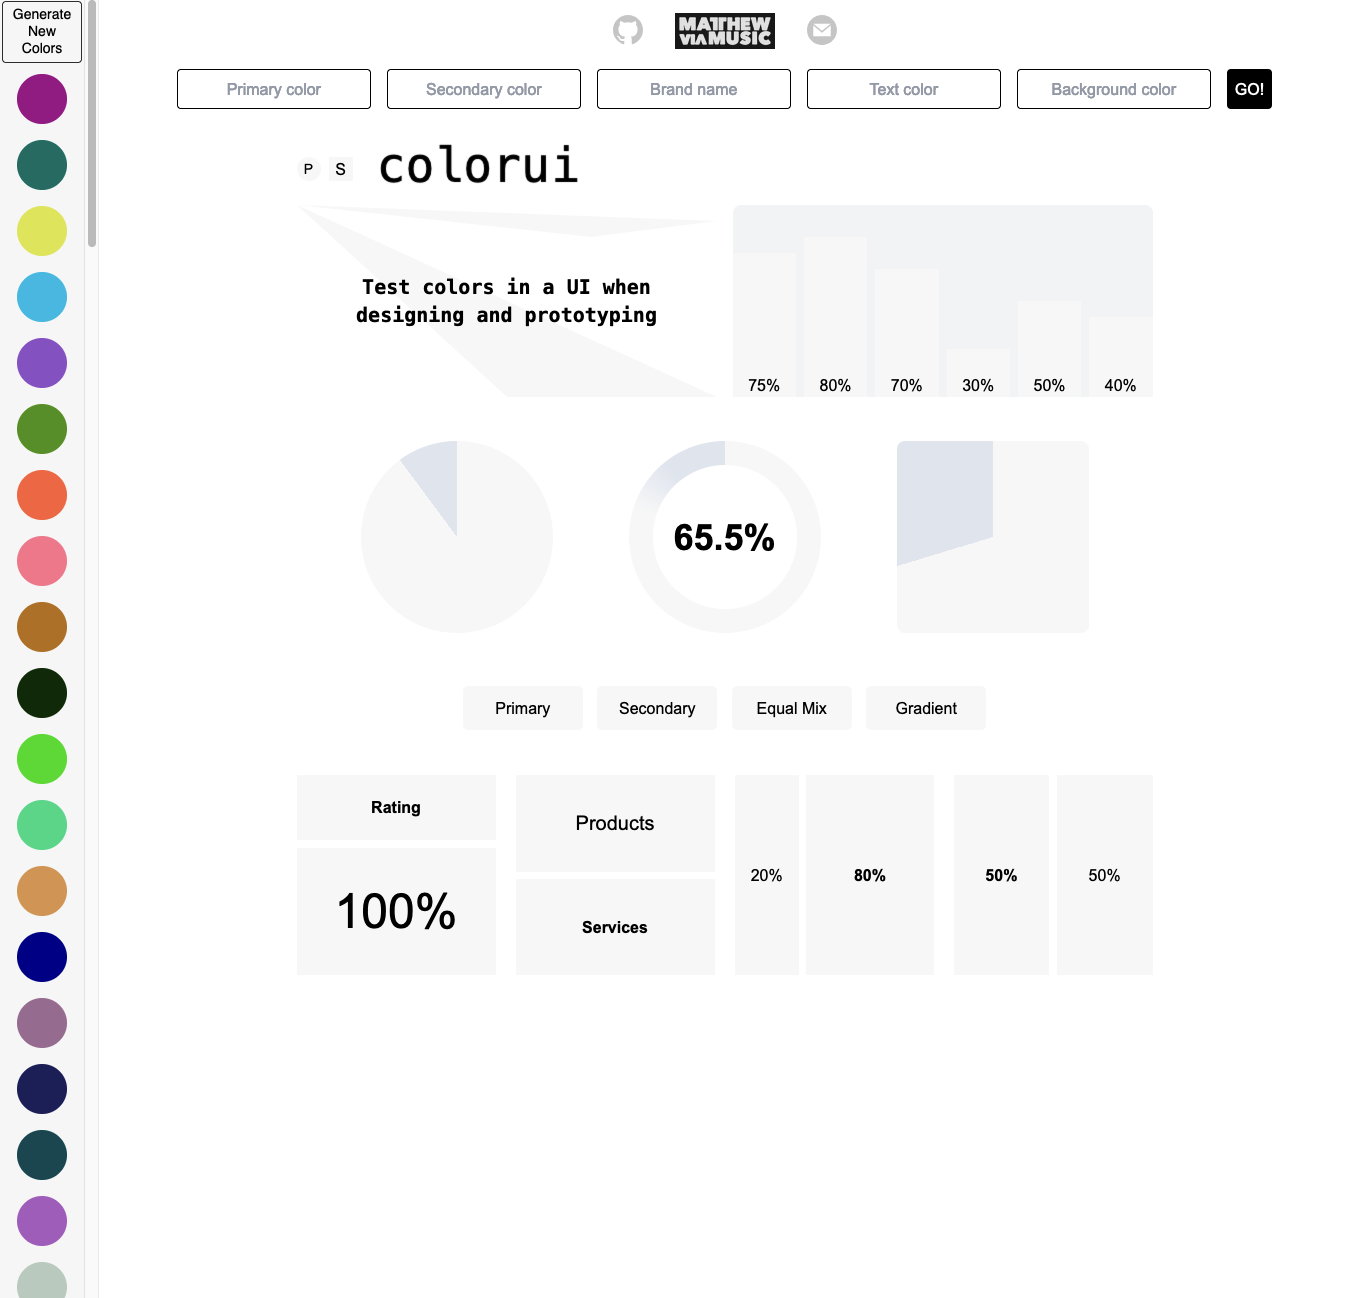 Generate
New
Colors
MATTHEW
VIA MUSIC
Primary color
Secondary color
Brand name
Text color
Background color
GO!
P
S
colorui
Test colors in a UI when
designing and prototyping
75%
80%
70%
30%
50%
40%
65.5%
Primary
Secondary
Equal Mix
Gradient
Rating
100%
Products
Services
20%
80%
50%
50%